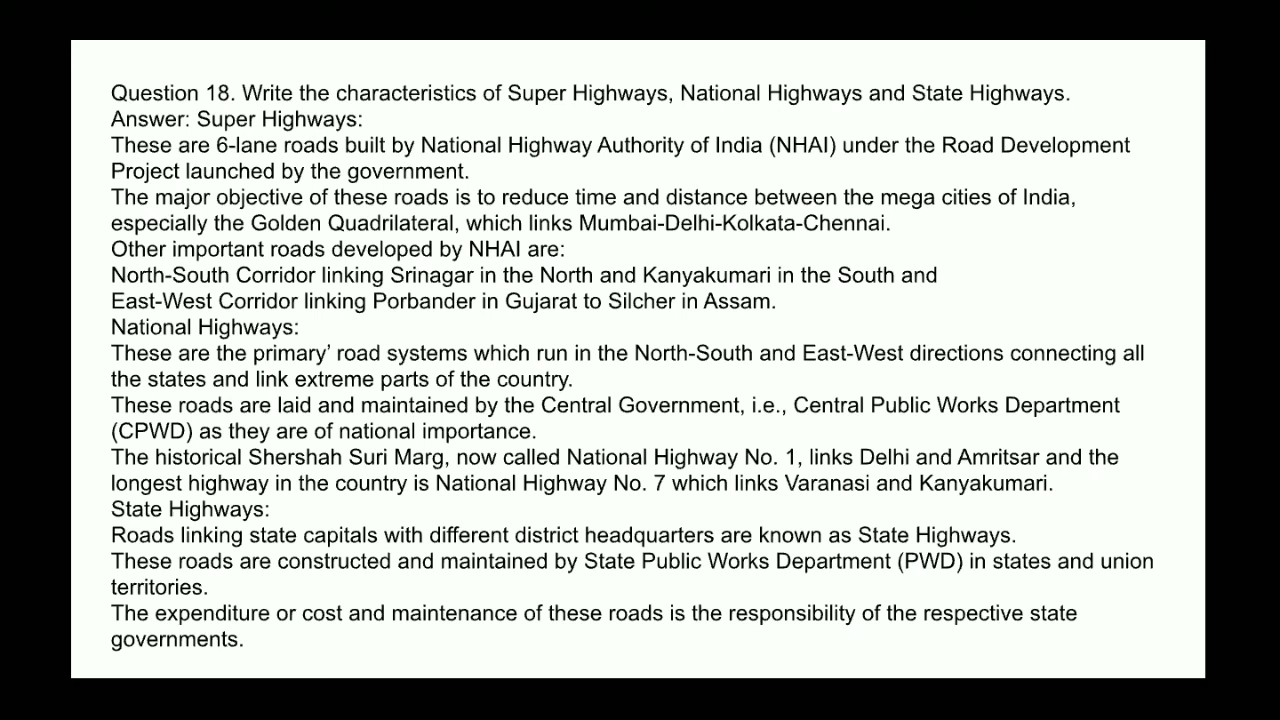 Question 18. Write the characteristics of Super Highways, National Highways and State Highways.
Answer: Super Highways:
These are 6-lane roads built by National Highway Authority of India (NHAI) under the Road Development
Project launched by the government.
The major objective of these roads is to reduce time and distance between the mega cities of India,
especially the Golden Quadrilateral, which links Mumbai-Delhi-Kolkata-Chennai.
Other important roads developed by NHAI are:
North-South Corridor linking Srinagar in the North and Kanyakumari in the South and
East-West Corridor linking Porbander in Gujarat to Silcher in Assam.
National Highways:
These are the primary’ road systems which run in the North-South and East-West directions connecting all
the states and link extreme parts of the country.
These roads are laid and maintained by the Central Government, i.e., Central Public Works Department
(CPWD) as they are of national importance.
The historical Shershah Suri Marg, now called National Highway No. 1, links Delhi and Amritsar and the
longest highway in the country is National Highway No. 7 which links Varanasi and Kanyakumari.
State Highways:
Roads linking state capitals with different district headquarters are known as State Highways.
These roads are constructed and maintained by State Public Works Department (PWD) in states and union
territories.
The expenditure or cost and maintenance of these roads is the responsibility of the respective state
governments.